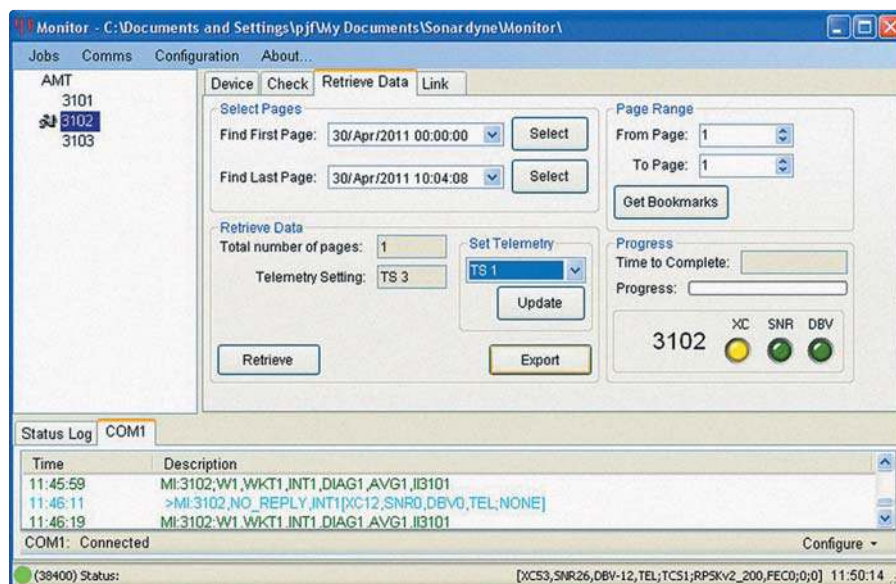 Monitor - C:\Documents and Settings\pjf\My Documents\Sonardyne\Monitor\
Jobs Comms Configuration About...
AMT
3101
3102
3103
Device Check Retrieve Data Link
Select Pages
Find First Page: 30/Apr/2011 00:00:00 Select
Find Last Page: 30/Apr/2011 10:04:08 Select
Page Range
From Page: 1
To Page: 1
Get Bookmarks
Retrieve Data
Total number of pages: 1
Telemetry Setting: TS 3
Set Telemetry
TS 1
Update
Retrieve
Export
Progress
Time to Complete:
Progress:
3102 XC SNR DBV
Status Log COM1
Time Description
11:45:59 MI:3102;W1,WKT1,INT1,DIAG1,AVG1,II3101
11:46:11 >MI:3102,NO_REPLY,INT1[XC12,SNR0,DBV0,TEL;NONE]
11:46:19 MI:3102:W1.WKT1.INT1.DIAG1.AVG1.II3101
COM1: Connected Configure
(38400) Status: [XC53,SNR26,DBV-12,TEL;TCS1;RPSKv2_200,FEC0;0;0] 11:50:14